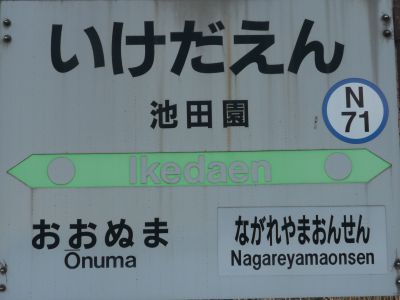 いけだえん
池田園
N
71
Ikedaen
おおぬま
Ōnuma
ながれやまおんせん
Nagareyamaonsen